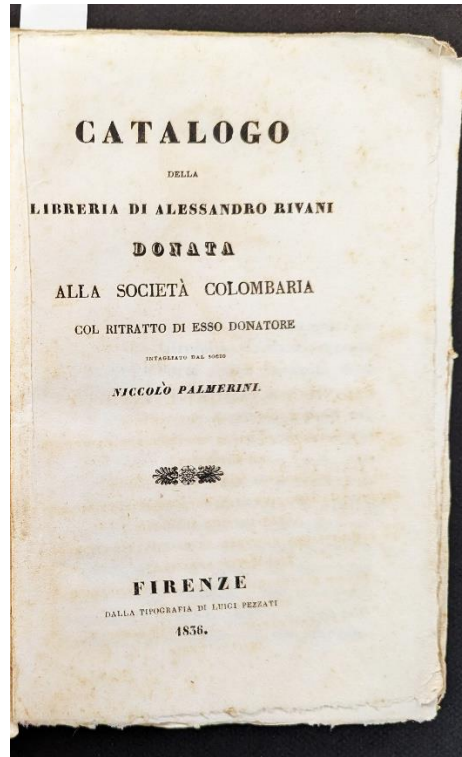 CATALOGO
DELLA
LIBRERIA DI ALESSANDRO RIVANI
DONATA
ALLA SOCIETÀ COLOMBARIA
COL RITRATTO DI ESSO DONATORE
INTAGLIATO DAL SOCIO
NICCOLÒ PALMERINI.
FIRENZE
DALLA TIPOGRAFIA DI LUIGI PEZZATI
1836.